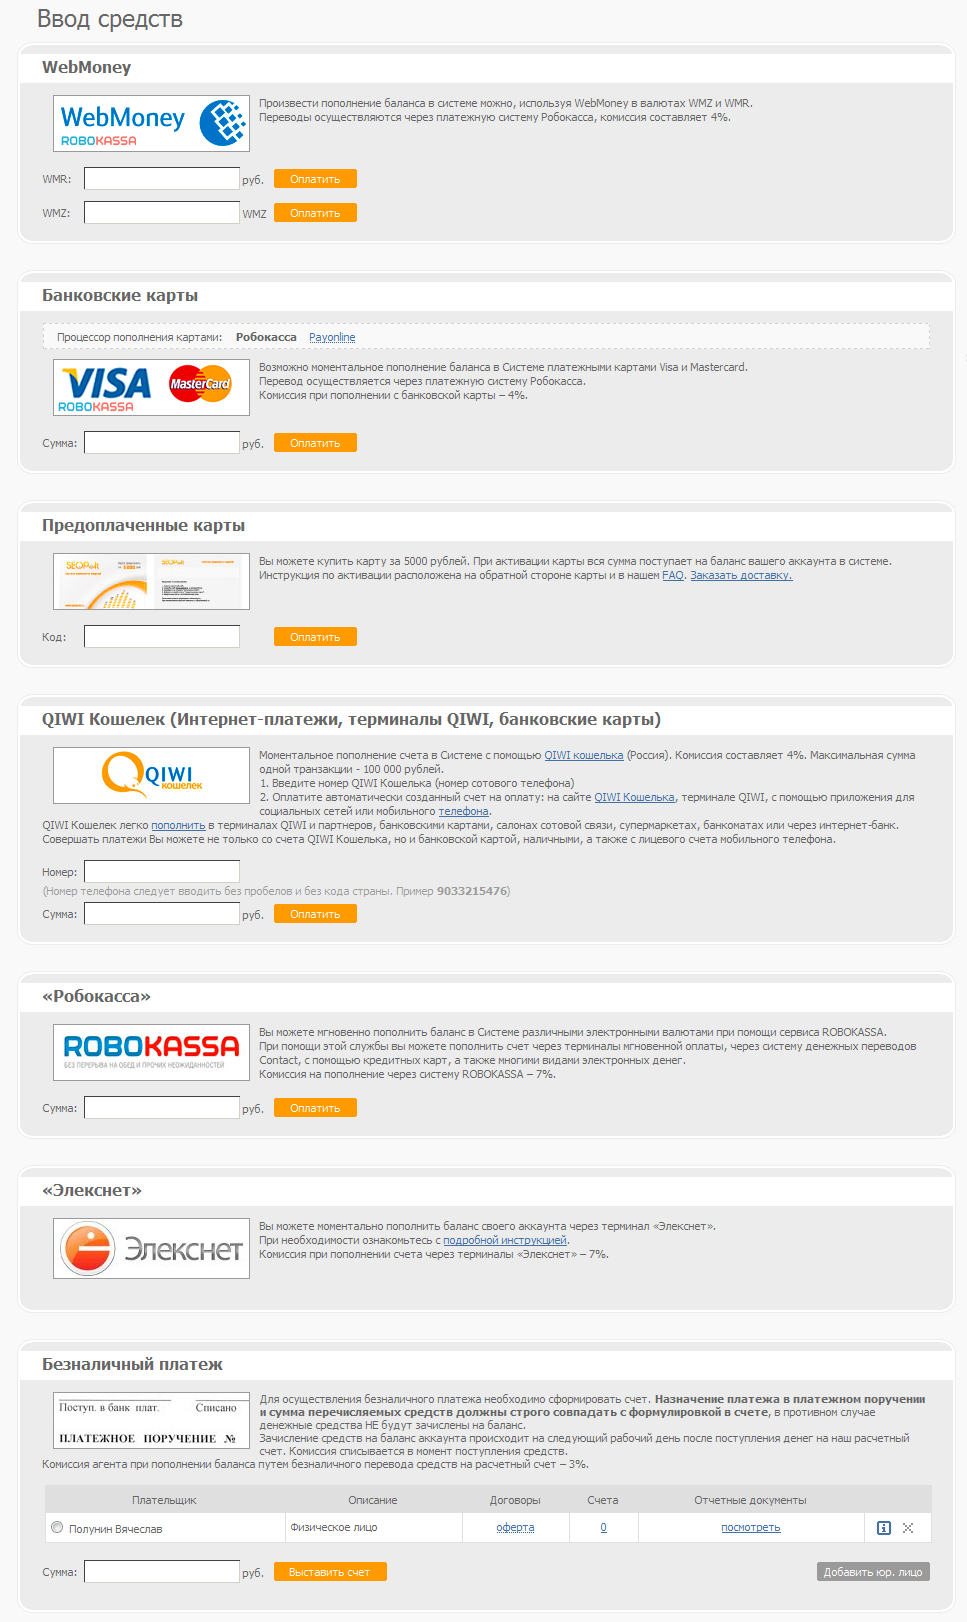 Ввод средств
WebMoney
WebMoney
ROBOKASSA
Произвести пополнение баланса в системе можно, используя WebMoney в валютах WMZ и WMR.
Переводы осуществляются через платежную систему Робокасса, комиссия составляет 4%.
WMR: руб. Оплатить
WMZ: WMZ Оплатить
Банковские карты
Процессор пополнения картами: Робокасса Payonline
VISA MasterCard
ROBOKASSA
Возможно моментальное пополнение баланса в Системе платежными картами Visa и Mastercard.
Перевод осуществляется через платежную систему Робокасса.
Комиссия при пополнении с банковской карты – 4%.
Сумма: руб. Оплатить
Предоплаченные карты
Вы можете купить карту за 5000 рублей. При активации карты вся сумма поступает на баланс вашего аккаунта в системе.
Инструкция по активации расположена на обратной стороне карты и в нашем FAQ. Заказать доставку.
Код: Оплатить
QIWI Кошелек (Интернет-платежи, терминалы QIWI, банковские карты)
QIWI
кошелек
Моментальное пополнение счета в Системе с помощью QIWI кошелька (Россия). Комиссия составляет 4%. Максимальная сумма
одной транзакции - 100 000 рублей.
1. Введите номер QIWI Кошелька (номер сотового телефона)
2. Оплатите автоматически созданный счет на оплату: на сайте QIWI Кошелька, терминале QIWI, с помощью приложения для
социальных сетей или мобильного телефона.
QIWI Кошелек легко пополнить в терминалах QIWI и партнеров, банковскими картами, салонах сотовой связи, супермаркетах, банкоматах или через интернет-банк.
Совершать платежи Вы можете не только со счета QIWI Кошелька, но и банковской картой, наличными, а также с лицевого счета мобильного телефона.
Номер:
(Номер телефона следует вводить без пробелов и без кода страны. Пример 9033215476)
Сумма: руб. Оплатить
«Робокасса»
ROBOKASSA
БЕЗ ПЕРЕРЫВА НА ОБЕД И ПРОЧИХ НЕОЖИДАННОСТЕЙ
Вы можете мгновенно пополнить баланс в Системе различными электронными валютами при помощи сервиса ROBOKASSA.
При помощи этой службы вы можете пополнить счет через терминалы мгновенной оплаты, через систему денежных переводов
Contact, с помощью кредитных карт, а также многими видами электронных денег.
Комиссия на пополнение через систему ROBOKASSA – 7%.
Сумма: руб. Оплатить
«Элекснет»
Элекснет
Вы можете моментально пополнить баланс своего аккаунта через терминал «Элекснет».
При необходимости ознакомьтесь с подробной инструкцией.
Комиссия при пополнении счета через терминалы «Элекснет» – 7%.
Безналичный платеж
Поступ. в банк плат. Списано
ПЛАТЕЖНОЕ ПОРУЧЕНИЕ №
Для осуществления безналичного платежа необходимо сформировать счет. Назначение платежа в платежном поручении
и сумма перечисляемых средств должны строго совпадать с формулировкой в счете, в противном случае
денежные средства НЕ будут зачислены на баланс.
Зачисление средств на баланс аккаунта происходит на следующий рабочий день после поступления денег на наш расчетный
счет. Комиссия списывается в момент поступления средств.
Комиссия агента при пополнении баланса путем безналичного перевода средств на расчетный счет – 3%.
Плательщик Описание Договоры Счета Отчетные документы
Полунин Вячеслав Физическое лицо оферта 0 посмотреть
Сумма: руб. Выставить счет Добавить юр. лицо